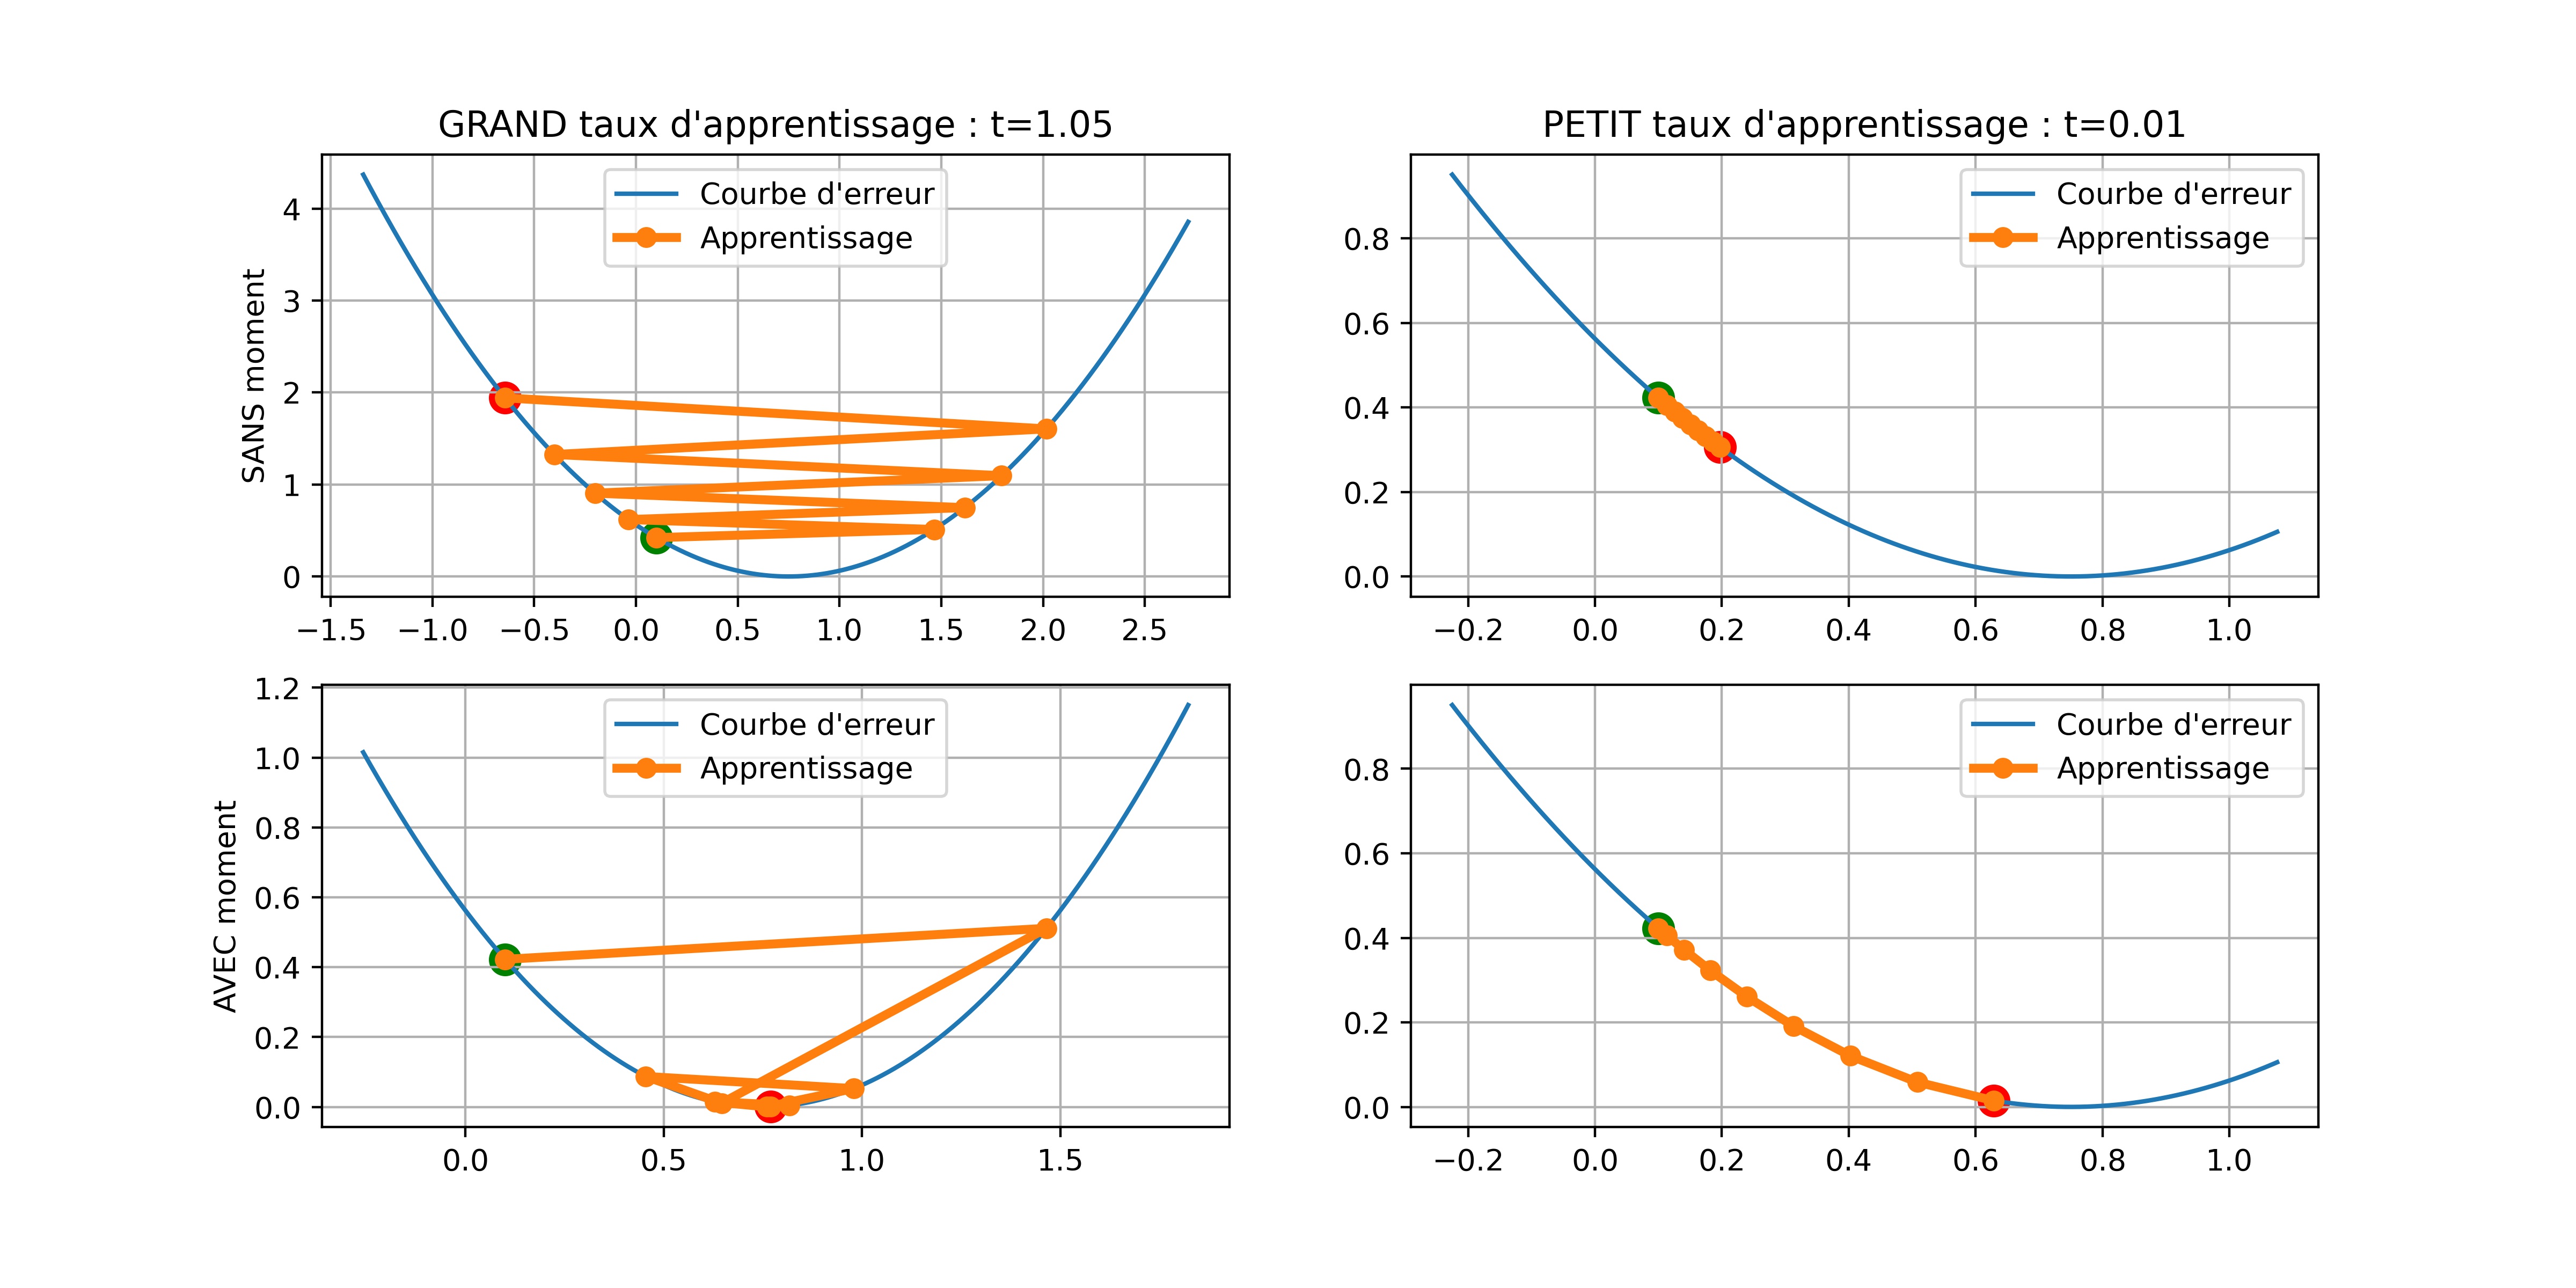 GRAND taux d'apprentissage : t=1.05
PETIT taux d'apprentissage : t=0.01
SANS moment
4
3
2
1
0
Courbe d'erreur
Apprentissage
−1.5 −1.0 −0.5 0.0 0.5 1.0 1.5 2.0 2.5
0.8
0.6
0.4
0.2
0.0
Courbe d'erreur
Apprentissage
−0.2 0.0 0.2 0.4 0.6 0.8 1.0
AVEC moment
1.2
1.0
0.8
0.6
0.4
0.2
0.0
Courbe d'erreur
Apprentissage
0.0 0.5 1.0 1.5
0.8
0.6
0.4
0.2
0.0
Courbe d'erreur
Apprentissage
−0.2 0.0 0.2 0.4 0.6 0.8 1.0